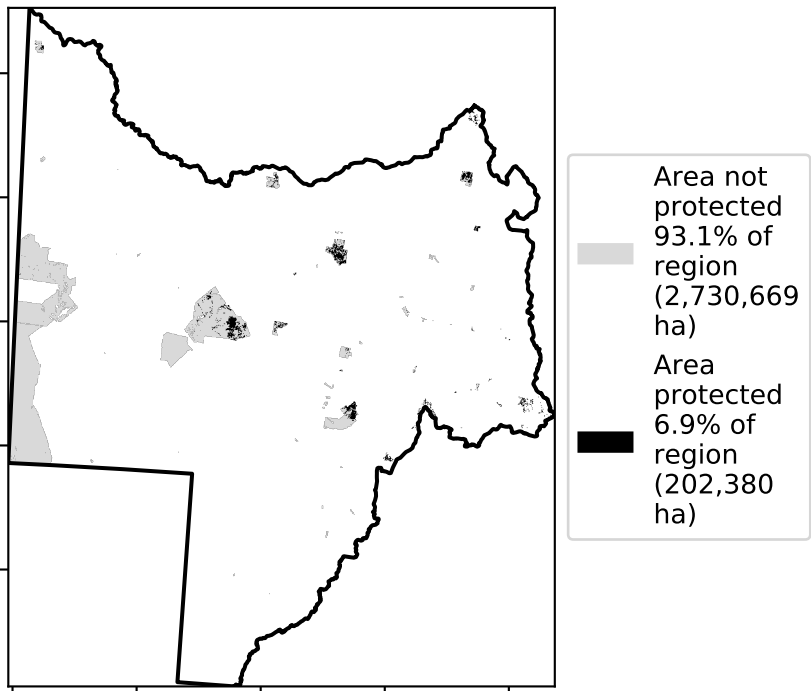 Area not
protected
93.1% of
region
(2,730,669
ha)
Area
protected
6.9% of
region
(202,380
ha)